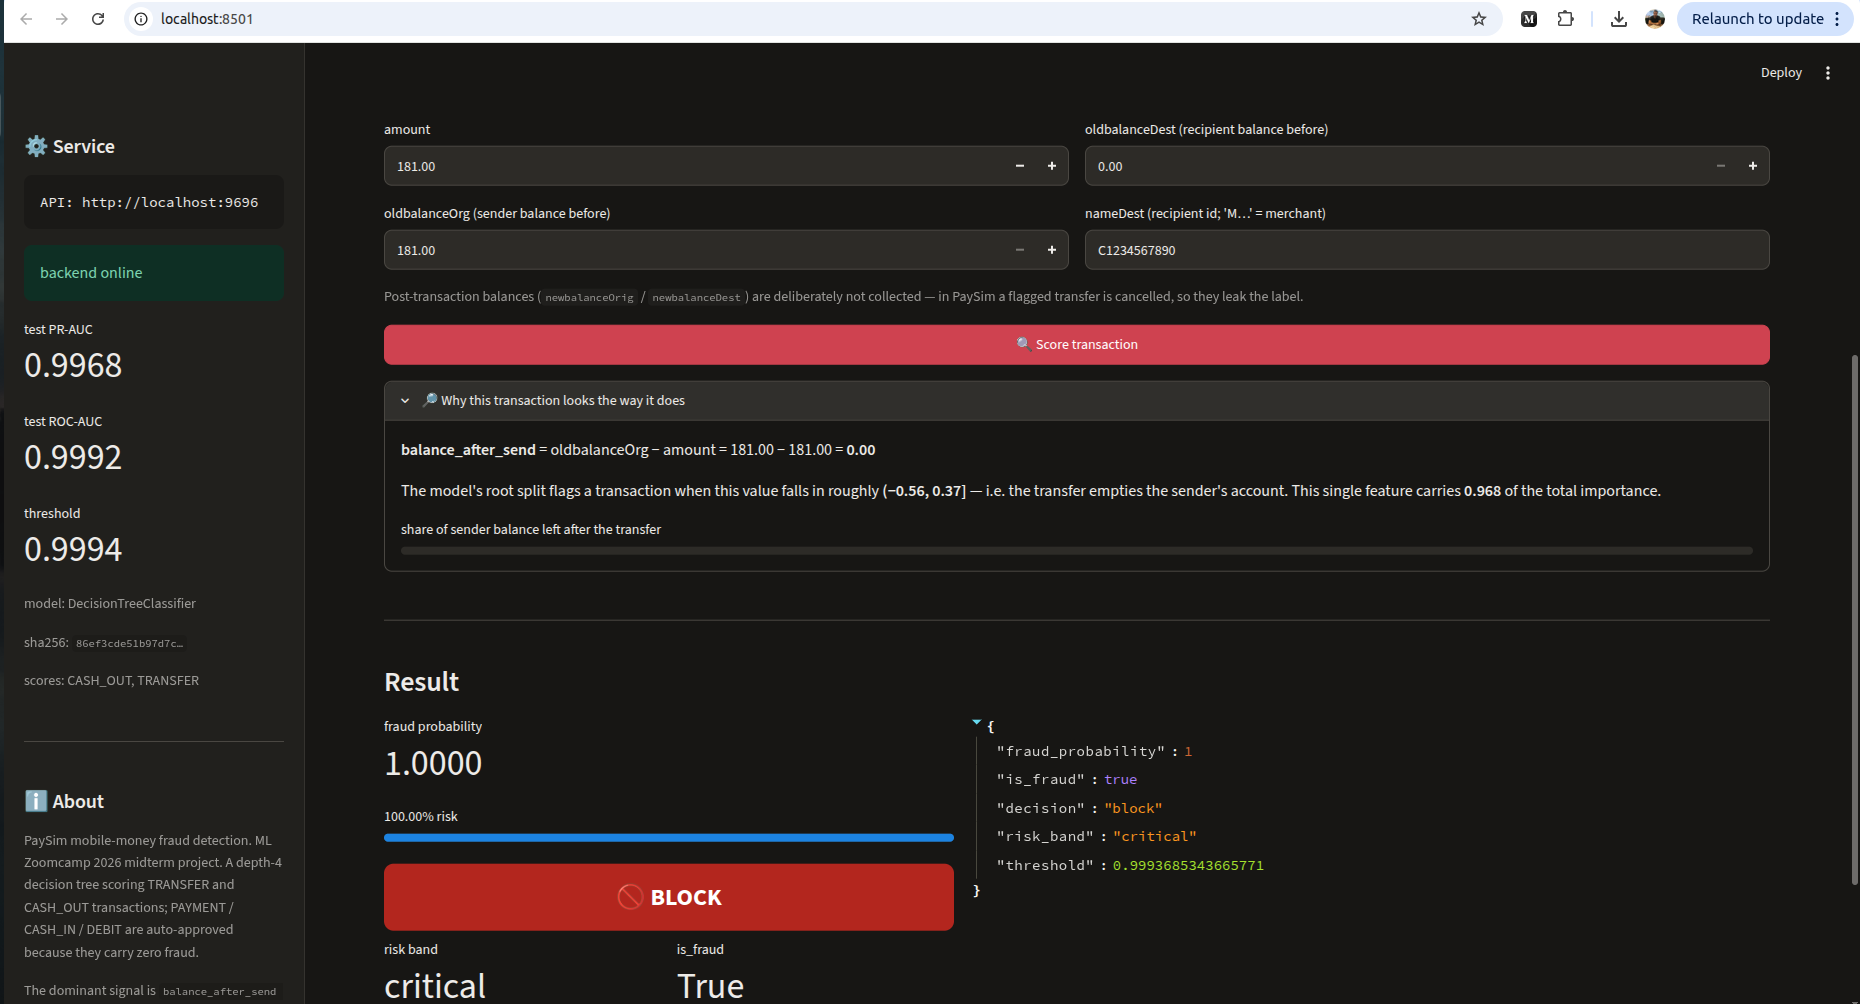 localhost:8501
M
Relaunch to update
Deploy
Service
API: http://localhost:9696
backend online
test PR-AUC
0.9968
test ROC-AUC
0.9992
threshold
0.9994
model: DecisionTreeClassifier
sha256: 86ef3cde51b97d7c…
scores: CASH_OUT, TRANSFER
About
PaySim mobile-money fraud detection. ML
Zoomcamp 2026 midterm project. A depth-4
decision tree scoring TRANSFER and
CASH_OUT transactions; PAYMENT /
CASH_IN / DEBIT are auto-approved
because they carry zero fraud.
The dominant signal is balance_after_send
amount
181.00
oldbalanceDest (recipient balance before)
0.00
oldbalanceOrg (sender balance before)
181.00
nameDest (recipient id; 'M…' = merchant)
C1234567890
Post-transaction balances ( newbalanceOrig / newbalanceDest ) are deliberately not collected — in PaySim a flagged transfer is cancelled, so they leak the label.
Score transaction
Why this transaction looks the way it does
balance_after_send = oldbalanceOrg − amount = 181.00 − 181.00 = 0.00
The model's root split flags a transaction when this value falls in roughly (−0.56, 0.37] — i.e. the transfer empties the sender's account. This single feature carries 0.968 of the total importance.
share of sender balance left after the transfer
Result
fraud probability
1.0000
100.00% risk
BLOCK
risk band
critical
is_fraud
True
{
"fraud_probability" : 1
"is_fraud" : true
"decision" : "block"
"risk_band" : "critical"
"threshold" : 0.9993685343665771
}